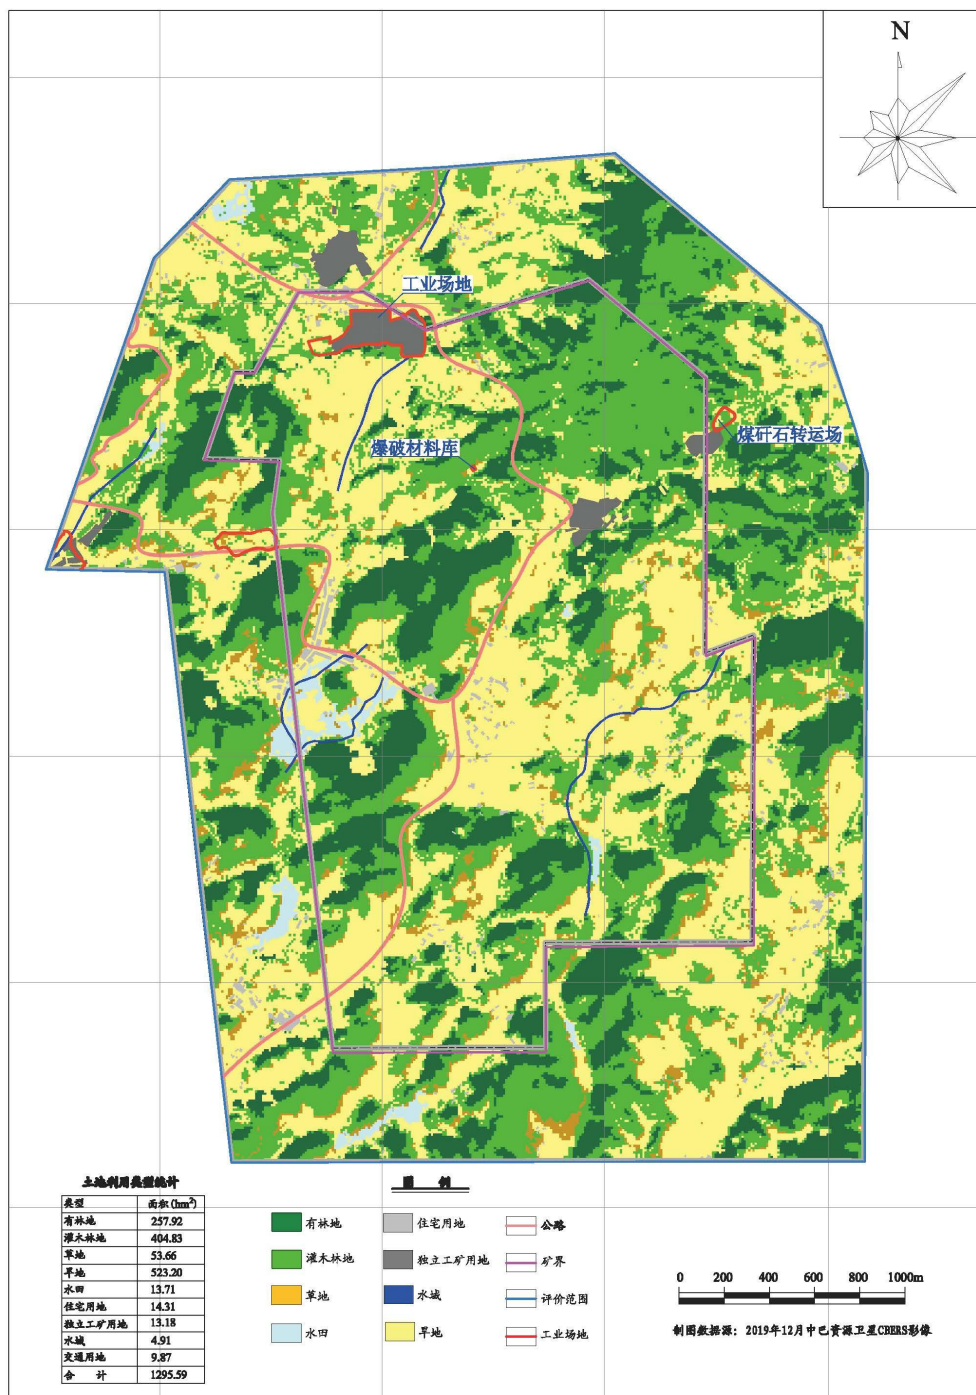 N
工业场地
爆破材料库
煤矸石转运场
土地利用类型统计
类型 面积(hm²)
有林地 257.92
灌木林地 404.83
草地 53.66
旱地 523.20
水田 13.71
住宅用地 14.31
独立工矿用地 13.18
水域 4.91
交通用地 9.87
合 计 1295.59
图 例
有林地 住宅用地 公路
灌木林地 独立工矿用地 矿界
草地 水域 评价范围
水田 旱地 工业场地
0 200 400 600 800 1000m
制图数据源：2019年12月中巴资源卫星CBERS影像